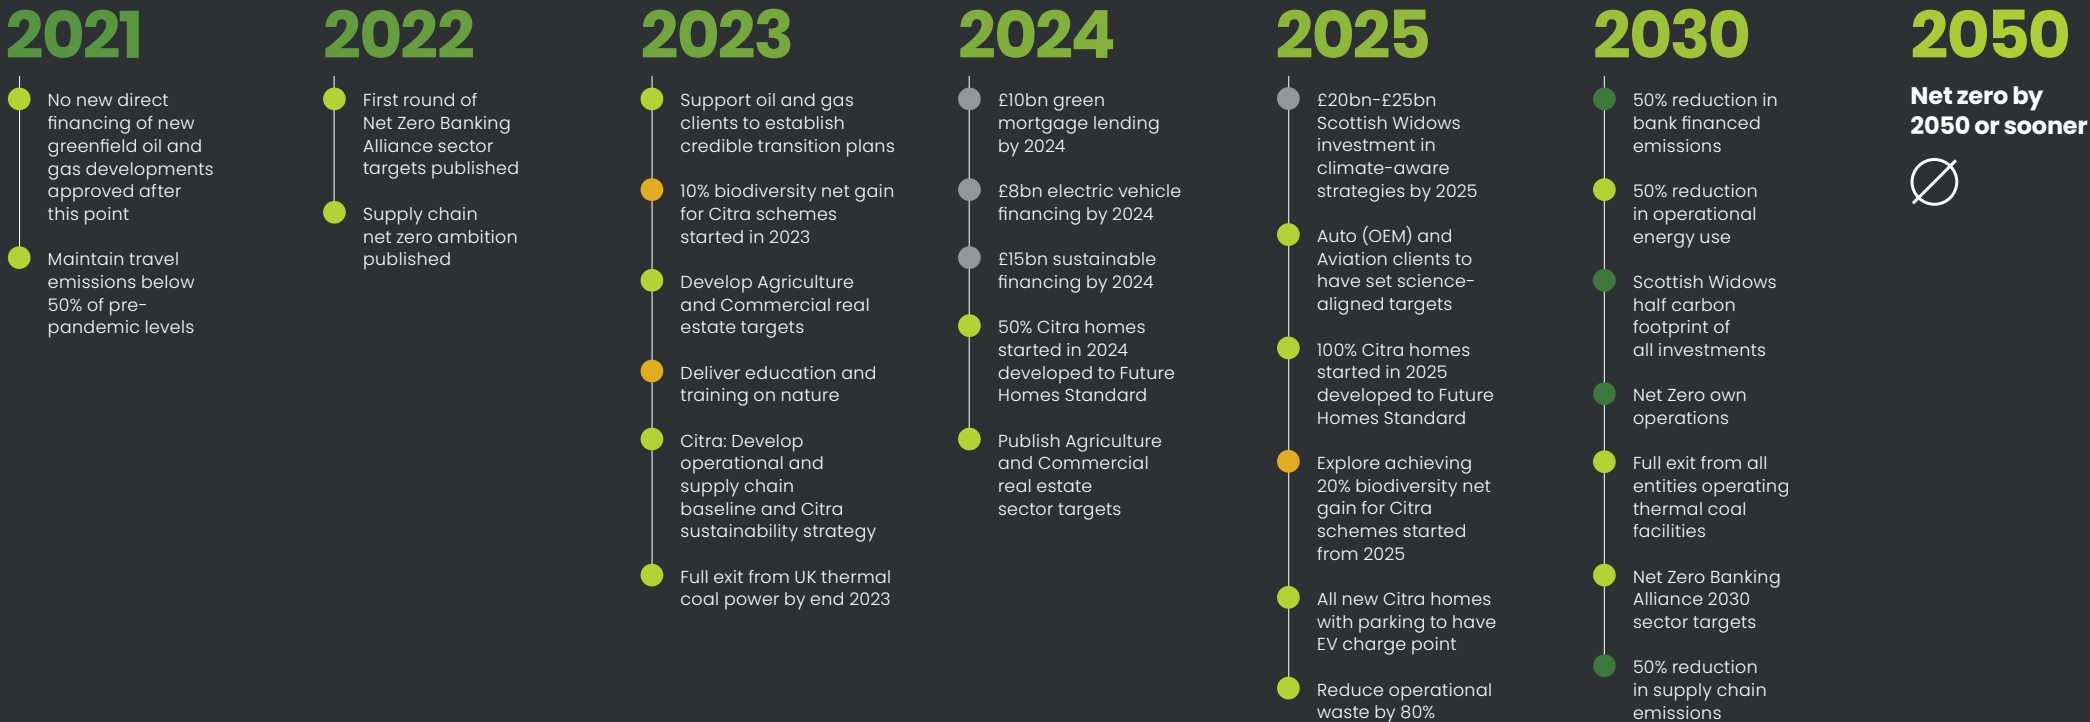 2021
No new direct
financing of new
greenfield oil and
gas developments
approved after
this point
Maintain travel
emissions below
50% of pre-
pandemic levels
2022
First round of
Net Zero Banking
Alliance sector
targets published
Supply chain
net zero ambition
published
2023
Support oil and gas
clients to establish
credible transition plans
10% biodiversity net gain
for Citra schemes
started in 2023
Develop Agriculture
and Commercial real
estate targets
Deliver education and
training on nature
Citra: Develop
operational and
supply chain
baseline and Citra
sustainability strategy
Full exit from UK thermal
coal power by end 2023
2024
£10bn green
mortgage lending
by 2024
£8bn electric vehicle
financing by 2024
£15bn sustainable
financing by 2024
50% Citra homes
started in 2024
developed to Future
Homes Standard
Publish Agriculture
and Commercial
real estate
sector targets
2025
£20bn-£25bn
Scottish Widows
investment in
climate-aware
strategies by 2025
Auto (OEM) and
Aviation clients to
have set science-
aligned targets
100% Citra homes
started in 2025
developed to Future
Homes Standard
Explore achieving
20% biodiversity net
gain for Citra
schemes started
from 2025
All new Citra homes
with parking to have
EV charge point
Reduce operational
waste by 80%
2030
50% reduction in
bank financed
emissions
50% reduction
in operational
energy use
Scottish Widows
half carbon
footprint of
all investments
Net Zero own
operations
Full exit from all
entities operating
thermal coal
facilities
Net Zero Banking
Alliance 2030
sector targets
50% reduction
in supply chain
emissions
2050
Net zero by
2050 or sooner